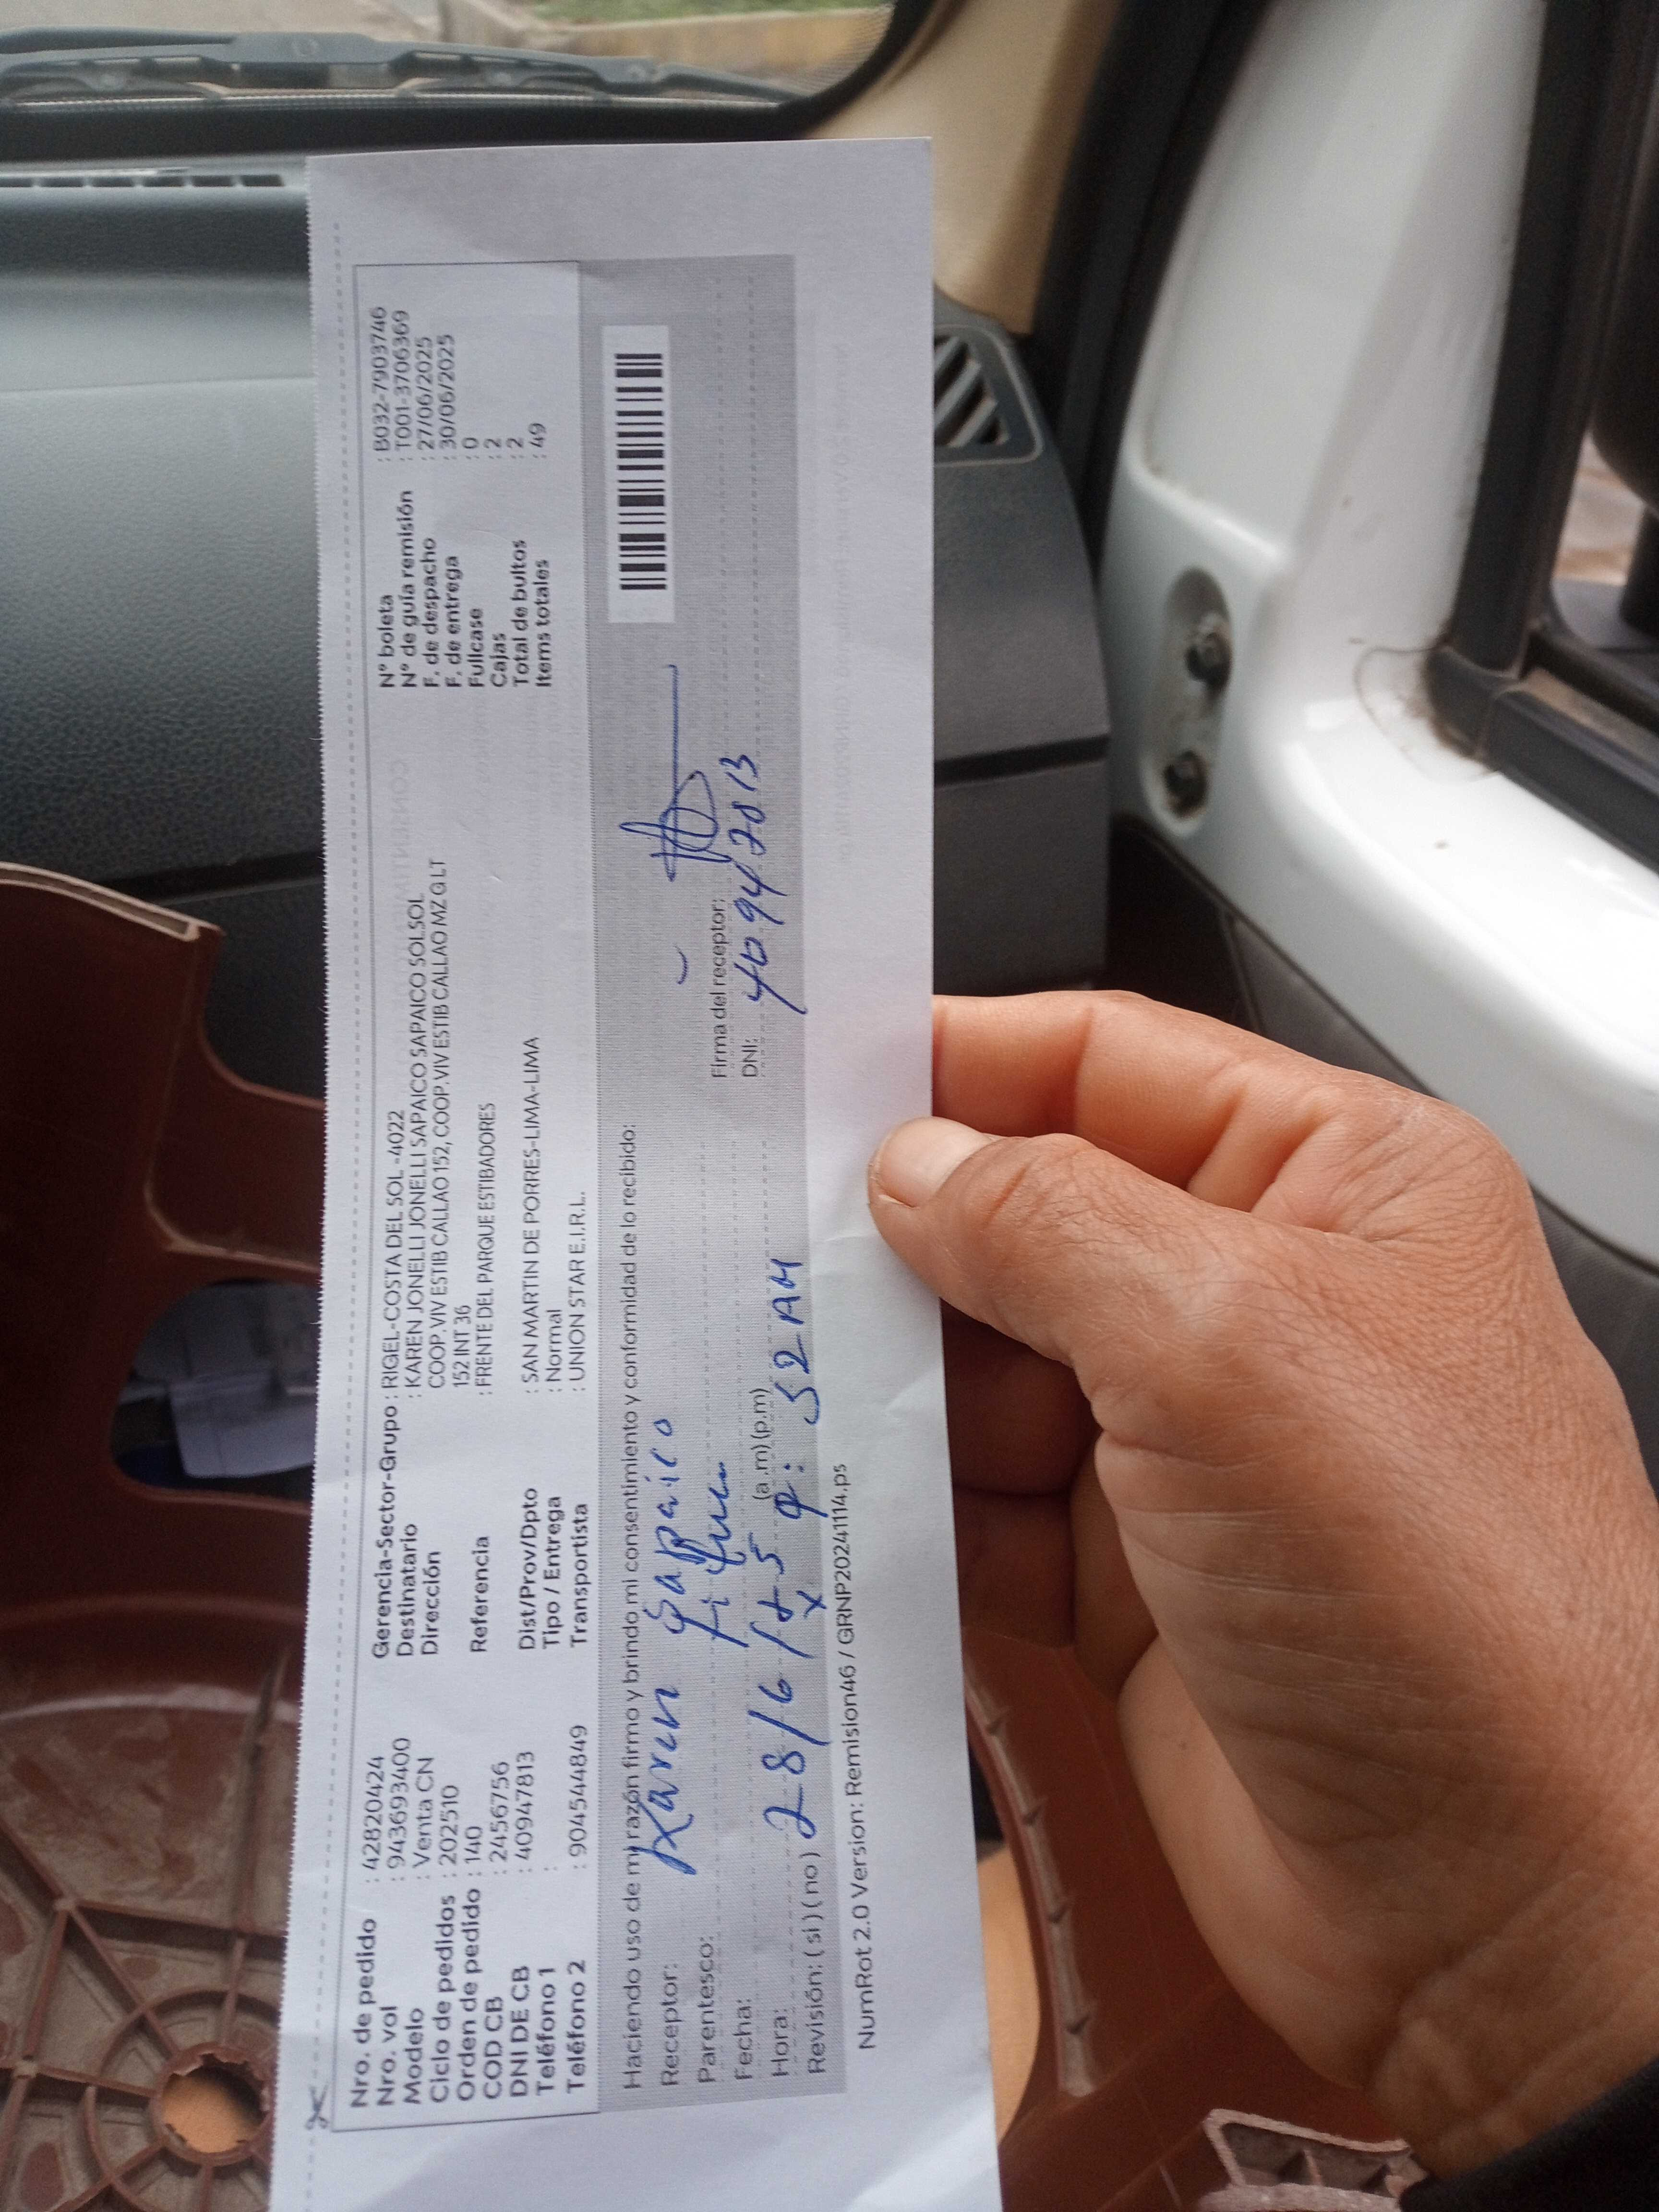 Nro. de pedido : 42820424
Nro. vol : 943693400
Modelo : Venta CN
Ciclo de pedidos : 202510
Orden de pedido : 140
COD CB : 2456756
DNI DE CB : 40947813
Teléfono 1 :
Teléfono 2 : 904544849
Gerencia-Sector-Grupo : RIGEL-COSTA DEL SOL -4022
Destinatario : KAREN JONELLI JONELLI SAPAICO SAPAICO SOLSOL
Dirección COOP.VIV ESTIB CALLAO 152, COOP.VIV ESTIB CALLAO MZ G LT
152 INT 36
Referencia : FRENTE DEL PARQUE ESTIBADORES
Dist/Prov/Dpto : SAN MARTIN DE PORRES-LIMA-LIMA
Tipo / Entrega : Normal
Transportista : UNION STAR E.I.R.L.
N° boleta : B032-7903746
N° de guía remisión : T001-3706369
F. de despacho : 27/06/2025
F. de entrega : 30/06/2025
Fullcase : 0
Cajas : 2
Total de bultos : 2
Items totales : 49
Haciendo uso de mi razón firmo y brindo mi consentimiento y conformidad de lo recibido:
Receptor: Karen Sapaico
Parentesco:
Fecha: 28/6/
Hora: 9:52 AM (a.m) (p.m)
Revisión: ( si ) ( no ) x
Firma del receptor:
DNI: 40947813
NumRot 2.0 Version: Remision46 / GRNP20241114.ps